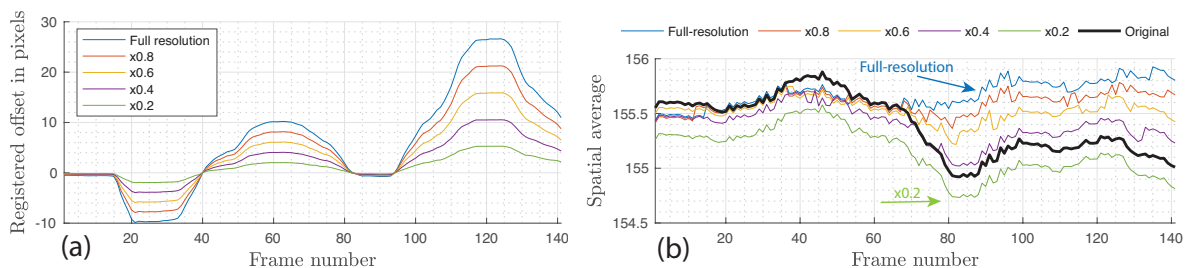 Registered offset in pixels
30
20
10
0
-10
Full resolution
x0.8
x0.6
x0.4
x0.2
(a)
20 40 60 80 100 120 140
Frame number
Full-resolution x0.8 x0.6 x0.4 x0.2 Original
Spatial average
156
155.5
155
154.5
Full-resolution
x0.2
(b)
20 40 60 80 100 120 140
Frame number